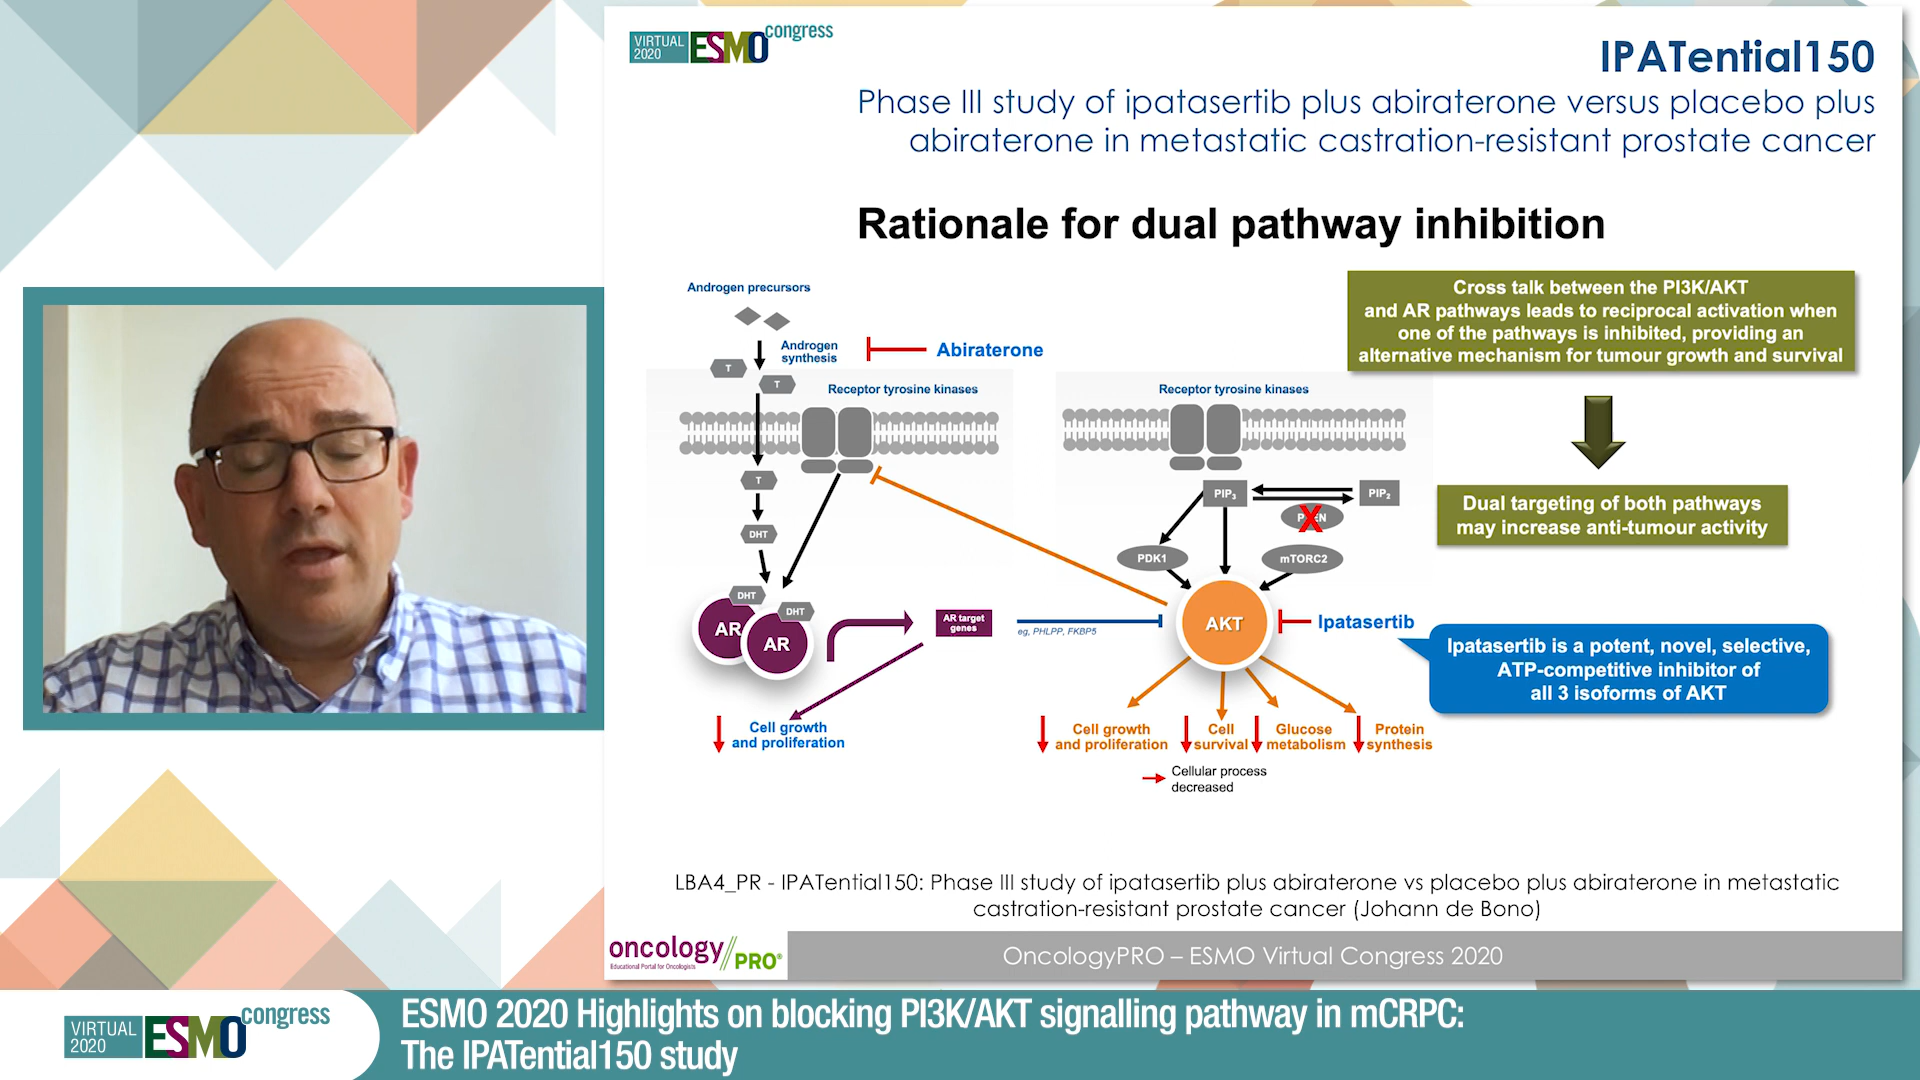 VIRTUAL
2020
ESMO
congress
IPATential150
Phase III study of ipatasertib plus abiraterone versus placebo plus
abiraterone in metastatic castration-resistant prostate cancer
Rationale for dual pathway inhibition
Androgen precursors
Androgen
synthesis
Abiraterone
T
T
Receptor tyrosine kinases
Receptor tyrosine kinases
Cross talk between the PI3K/AKT
and AR pathways leads to reciprocal activation when
one of the pathways is inhibited, providing an
alternative mechanism for tumour growth and survival
T
DHT
PIP3
PIP2
Dual targeting of both pathways
may increase anti-tumour activity
PDK1
mTORC2
DHT
DHT
AR
AR
AR target
genes
eg, PHLPP, FKBP5
AKT
Ipatasertib
Ipatasertib is a potent, novel, selective,
ATP-competitive inhibitor of
all 3 isoforms of AKT
Cell growth
and proliferation
Cell growth
and proliferation
Cell
survival
Glucose
metabolism
Protein
synthesis
Cellular process
decreased
LBA4_PR - IPATential150: Phase III study of ipatasertib plus abiraterone vs placebo plus abiraterone in metastatic
castration-resistant prostate cancer (Johann de Bono)
oncology//PRO®
Educational Portal for Oncologists
OncologyPRO – ESMO Virtual Congress 2020
VIRTUAL
2020
ESMO
congress
ESMO 2020 Highlights on blocking PI3K/AKT signalling pathway in mCRPC:
The IPATential150 study